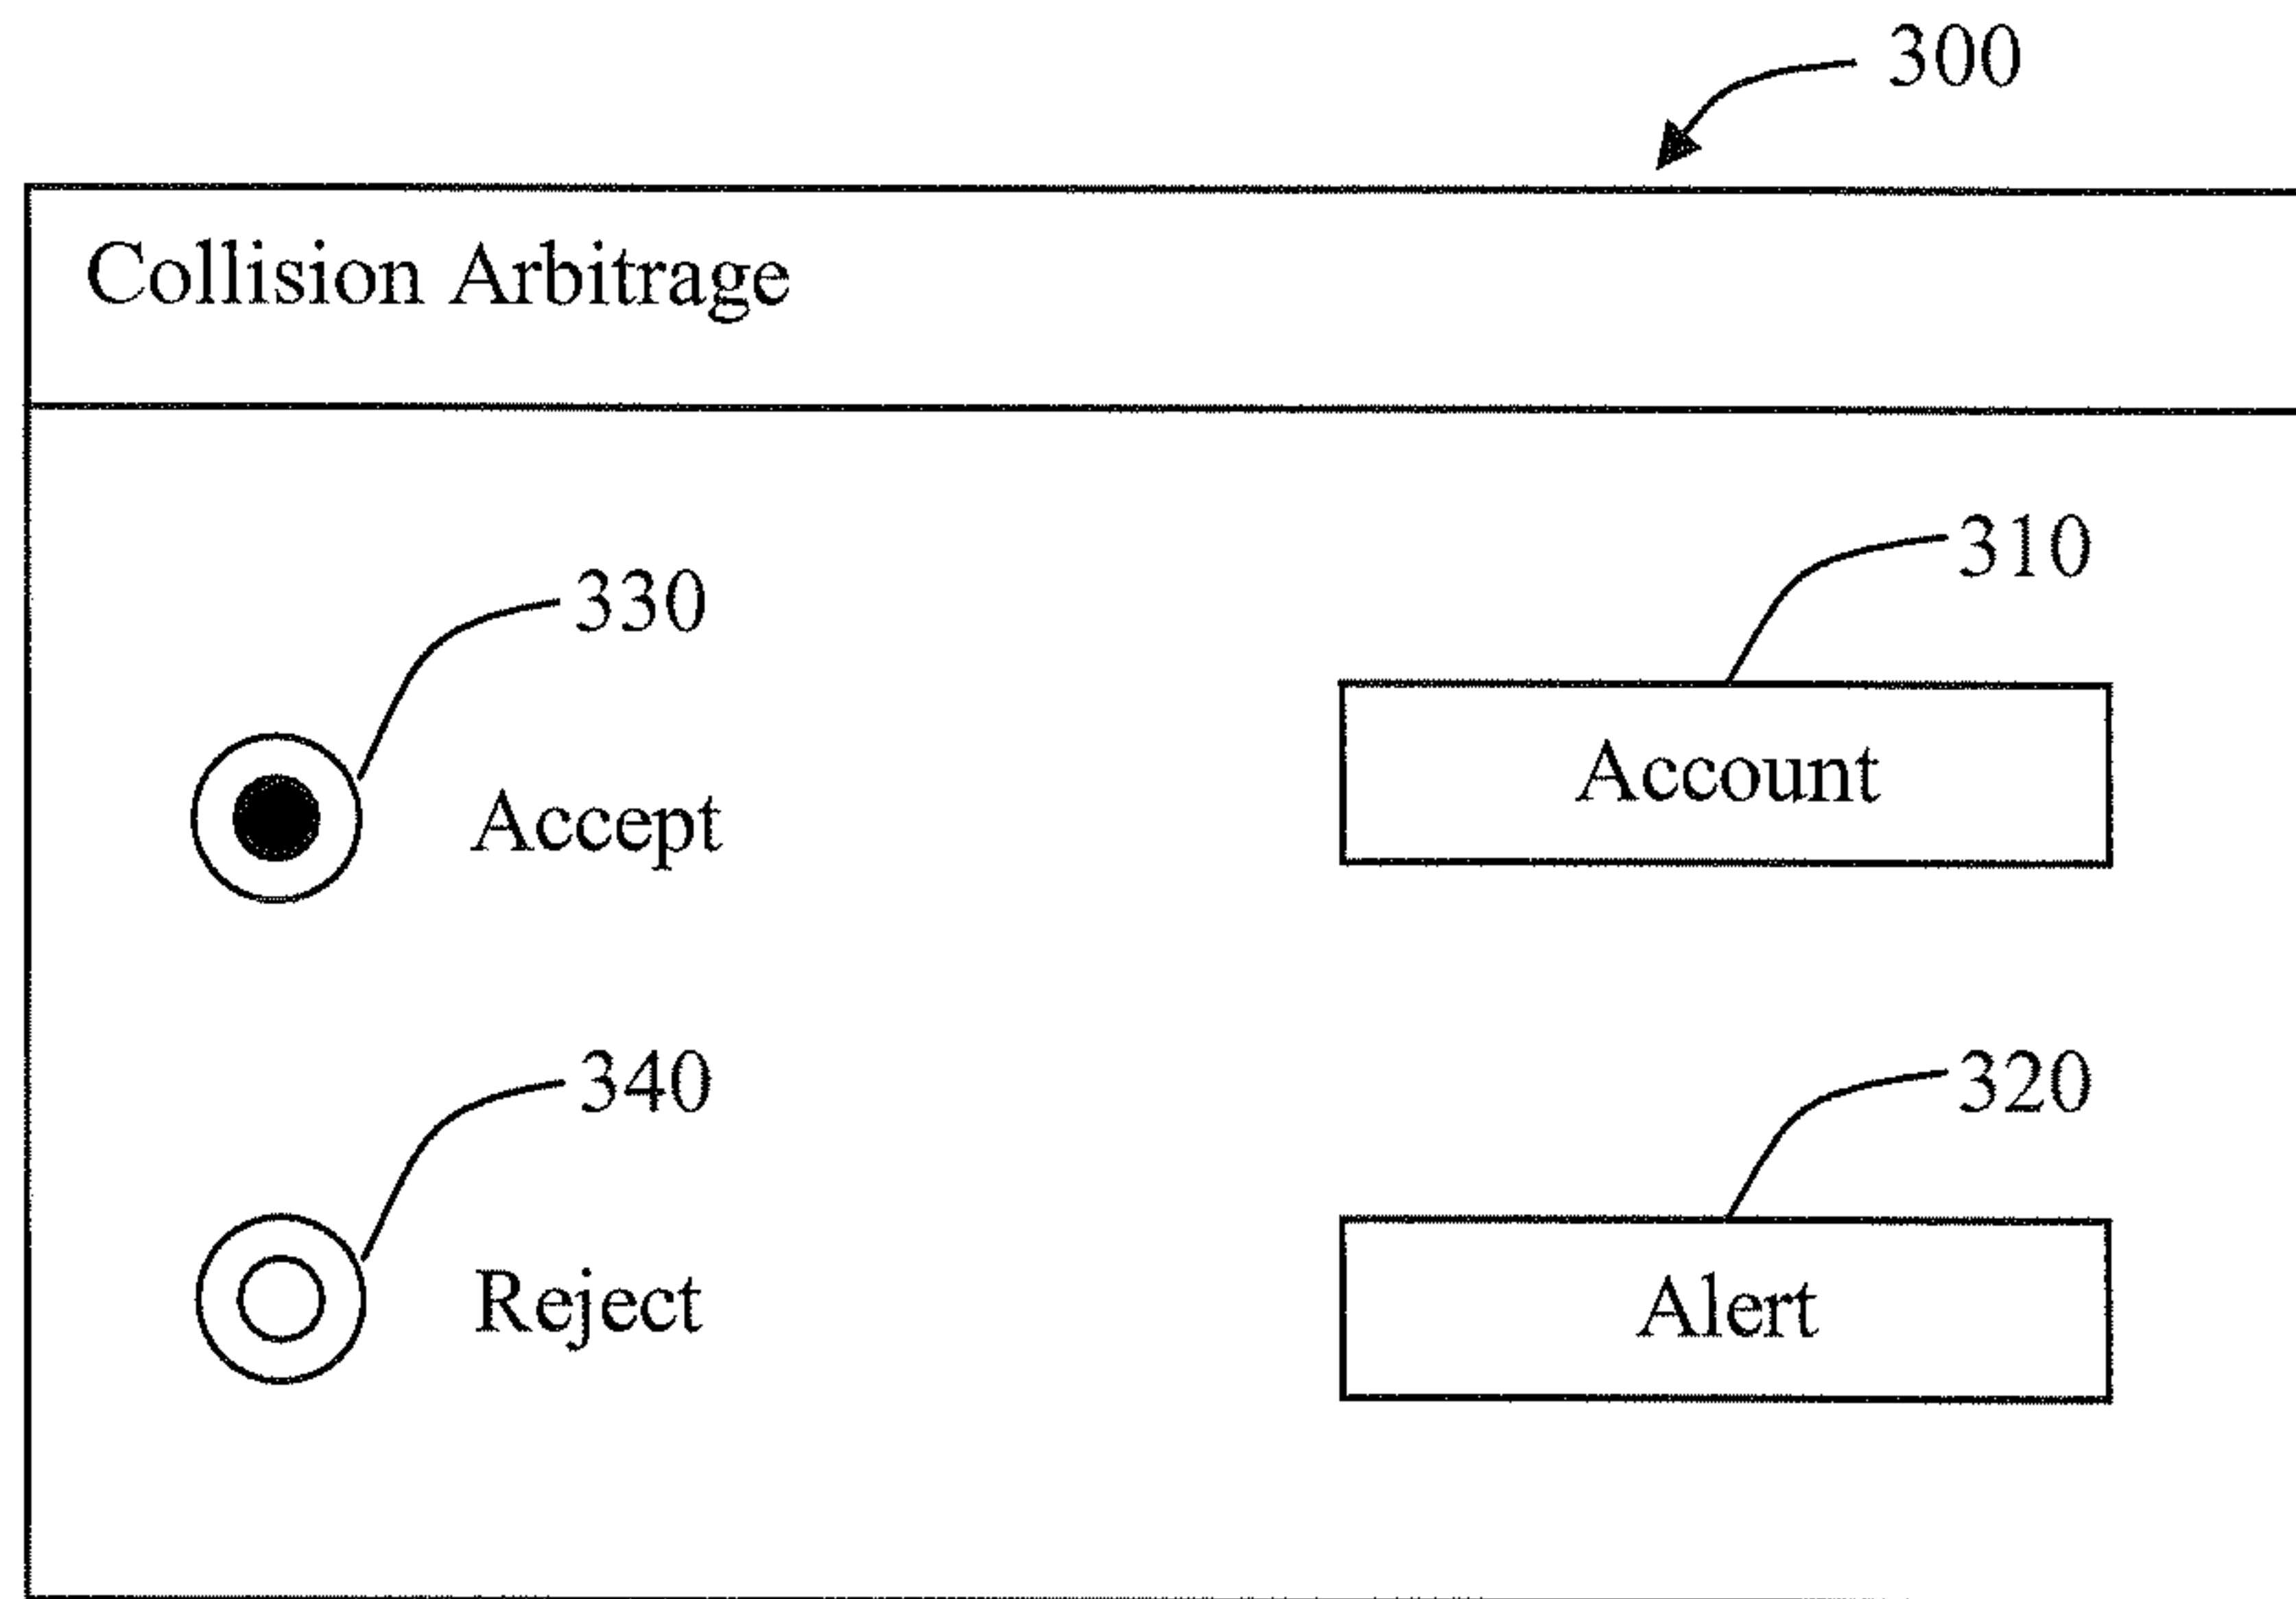 300
Collision Arbitrage
310
330
Account
Accept
340
320
Reject
Alert